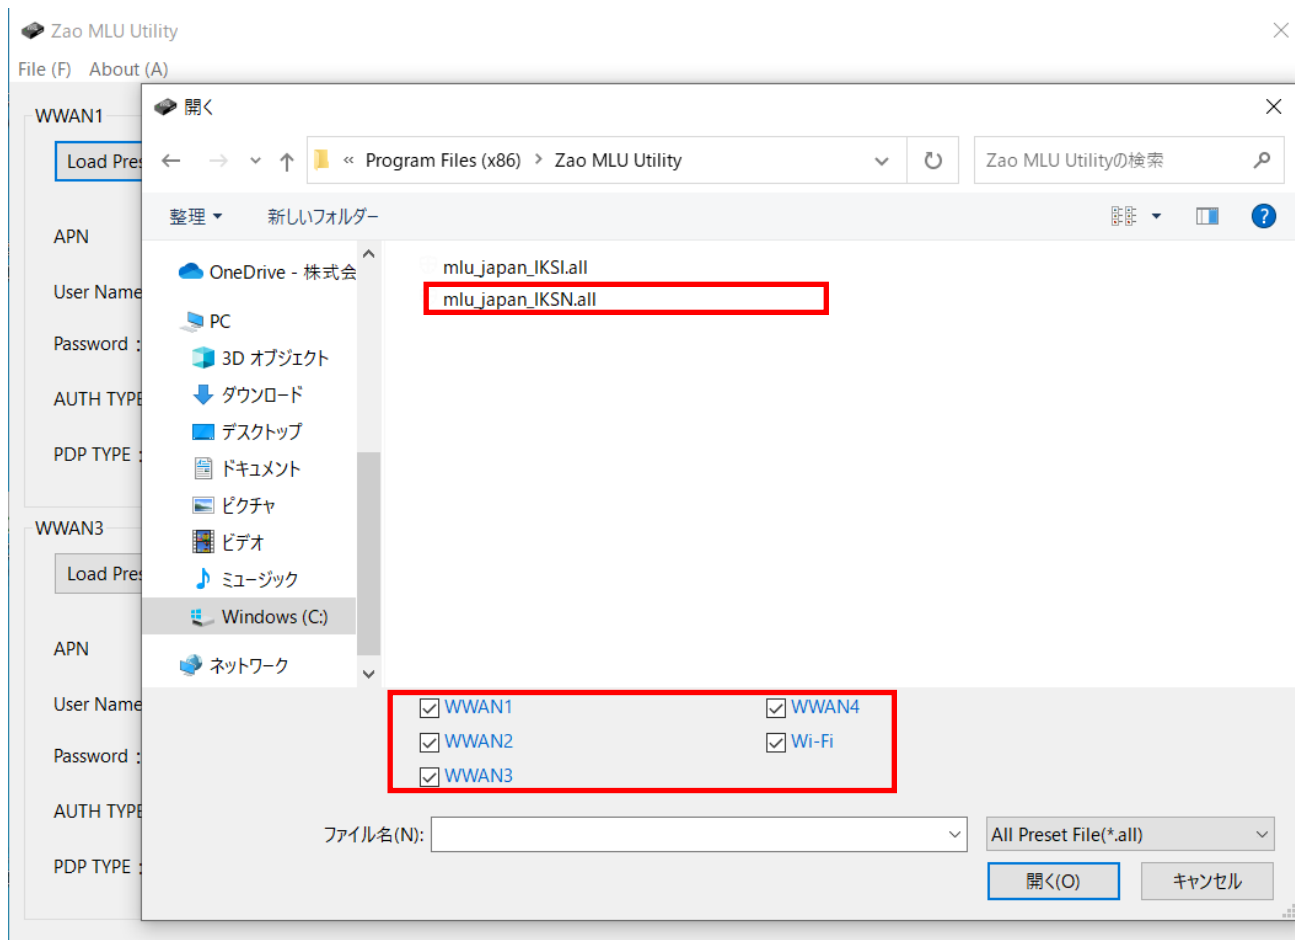 Zao MLU Utility
File (F) About (A)
WWAN1
Load Pres
APN
User Name
Password :
AUTH TYPE
PDP TYPE :
WWAN3
Load Pres
APN
User Name
Password :
AUTH TYPE
PDP TYPE :
開く
« Program Files (x86) > Zao MLU Utility
Zao MLU Utilityの検索
整理 新しいフォルダー
OneDrive - 株式会
PC
3D オブジェクト
ダウンロード
デスクトップ
ドキュメント
ピクチャ
ビデオ
ミュージック
Windows (C:)
ネットワーク
mlu_japan_IKSI.all
mlu_japan_IKSN.all
WWAN1 WWAN4
WWAN2 Wi-Fi
WWAN3
ファイル名(N): All Preset File(*.all)
開く(O) キャンセル